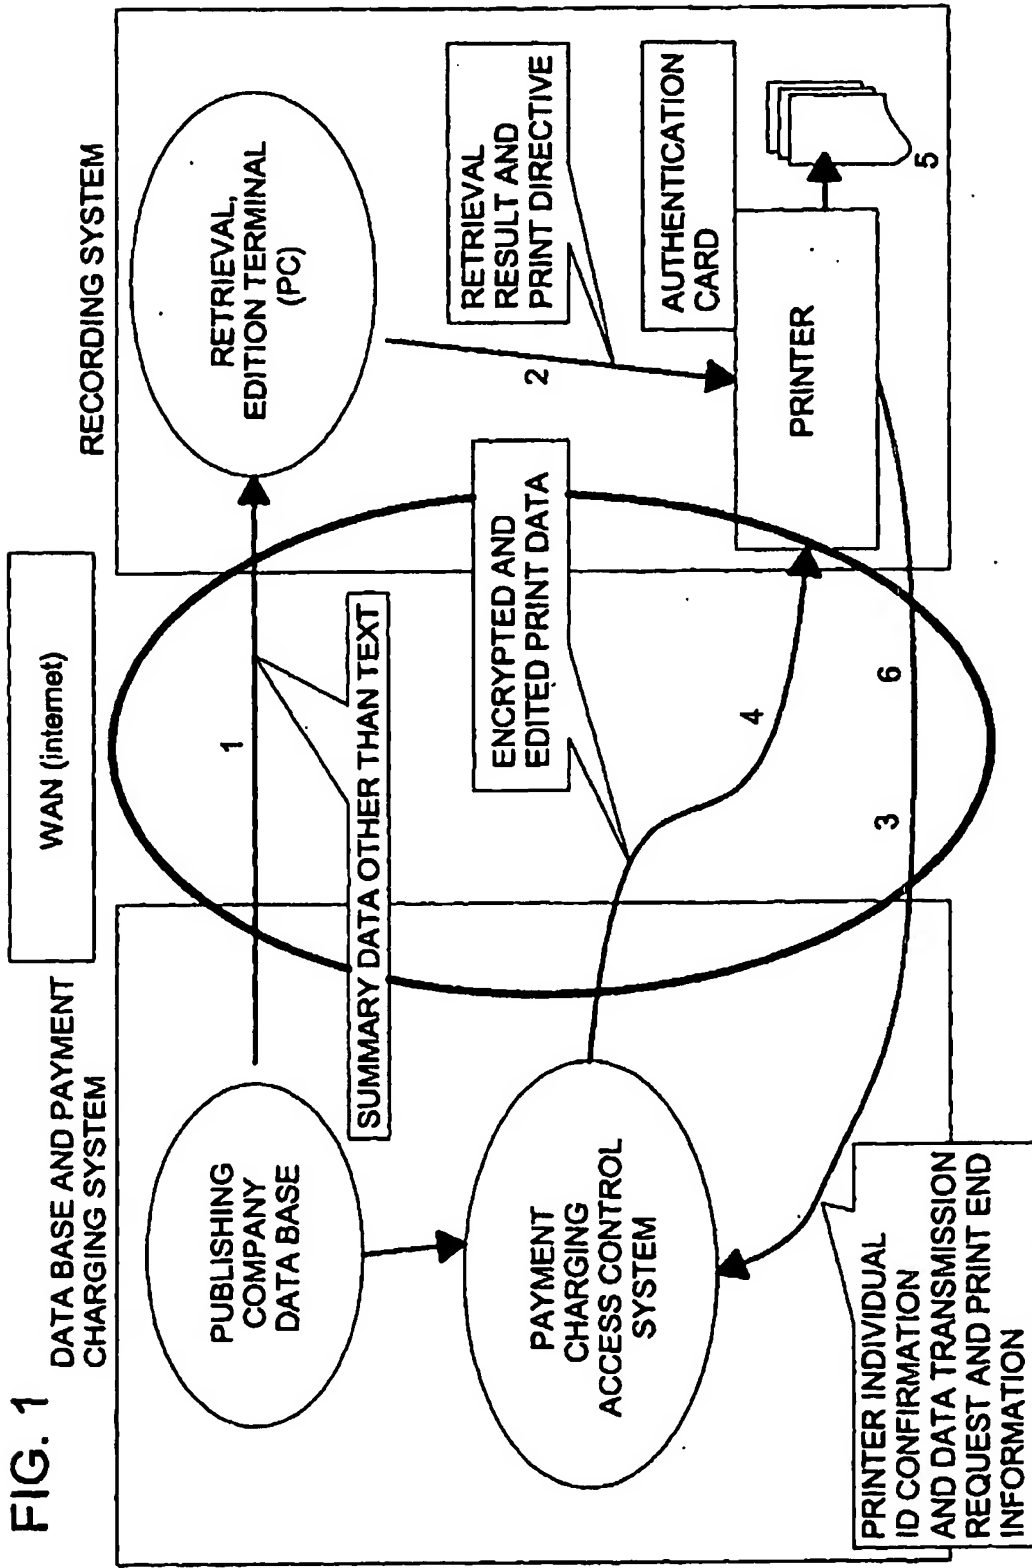 FIG. 1
DATA BASE AND PAYMENT
CHARGING SYSTEM
WAN (internet)
RECORDING SYSTEM
PUBLISHING
COMPANY
DATA BASE
1
SUMMARY DATA OTHER THAN TEXT
RETRIEVAL,
EDITION TERMINAL
(PC)
2
RETRIEVAL
RESULT AND
PRINT DIRECTIVE
PAYMENT
CHARGING
ACCESS CONTROL
SYSTEM
ENCRYPTED AND
EDITED PRINT DATA
4
AUTHENTICATION
CARD
PRINTER
5
3
6
PRINTER INDIVIDUAL
ID CONFIRMATION
AND DATA TRANSMISSION
REQUEST AND PRINT END
INFORMATION